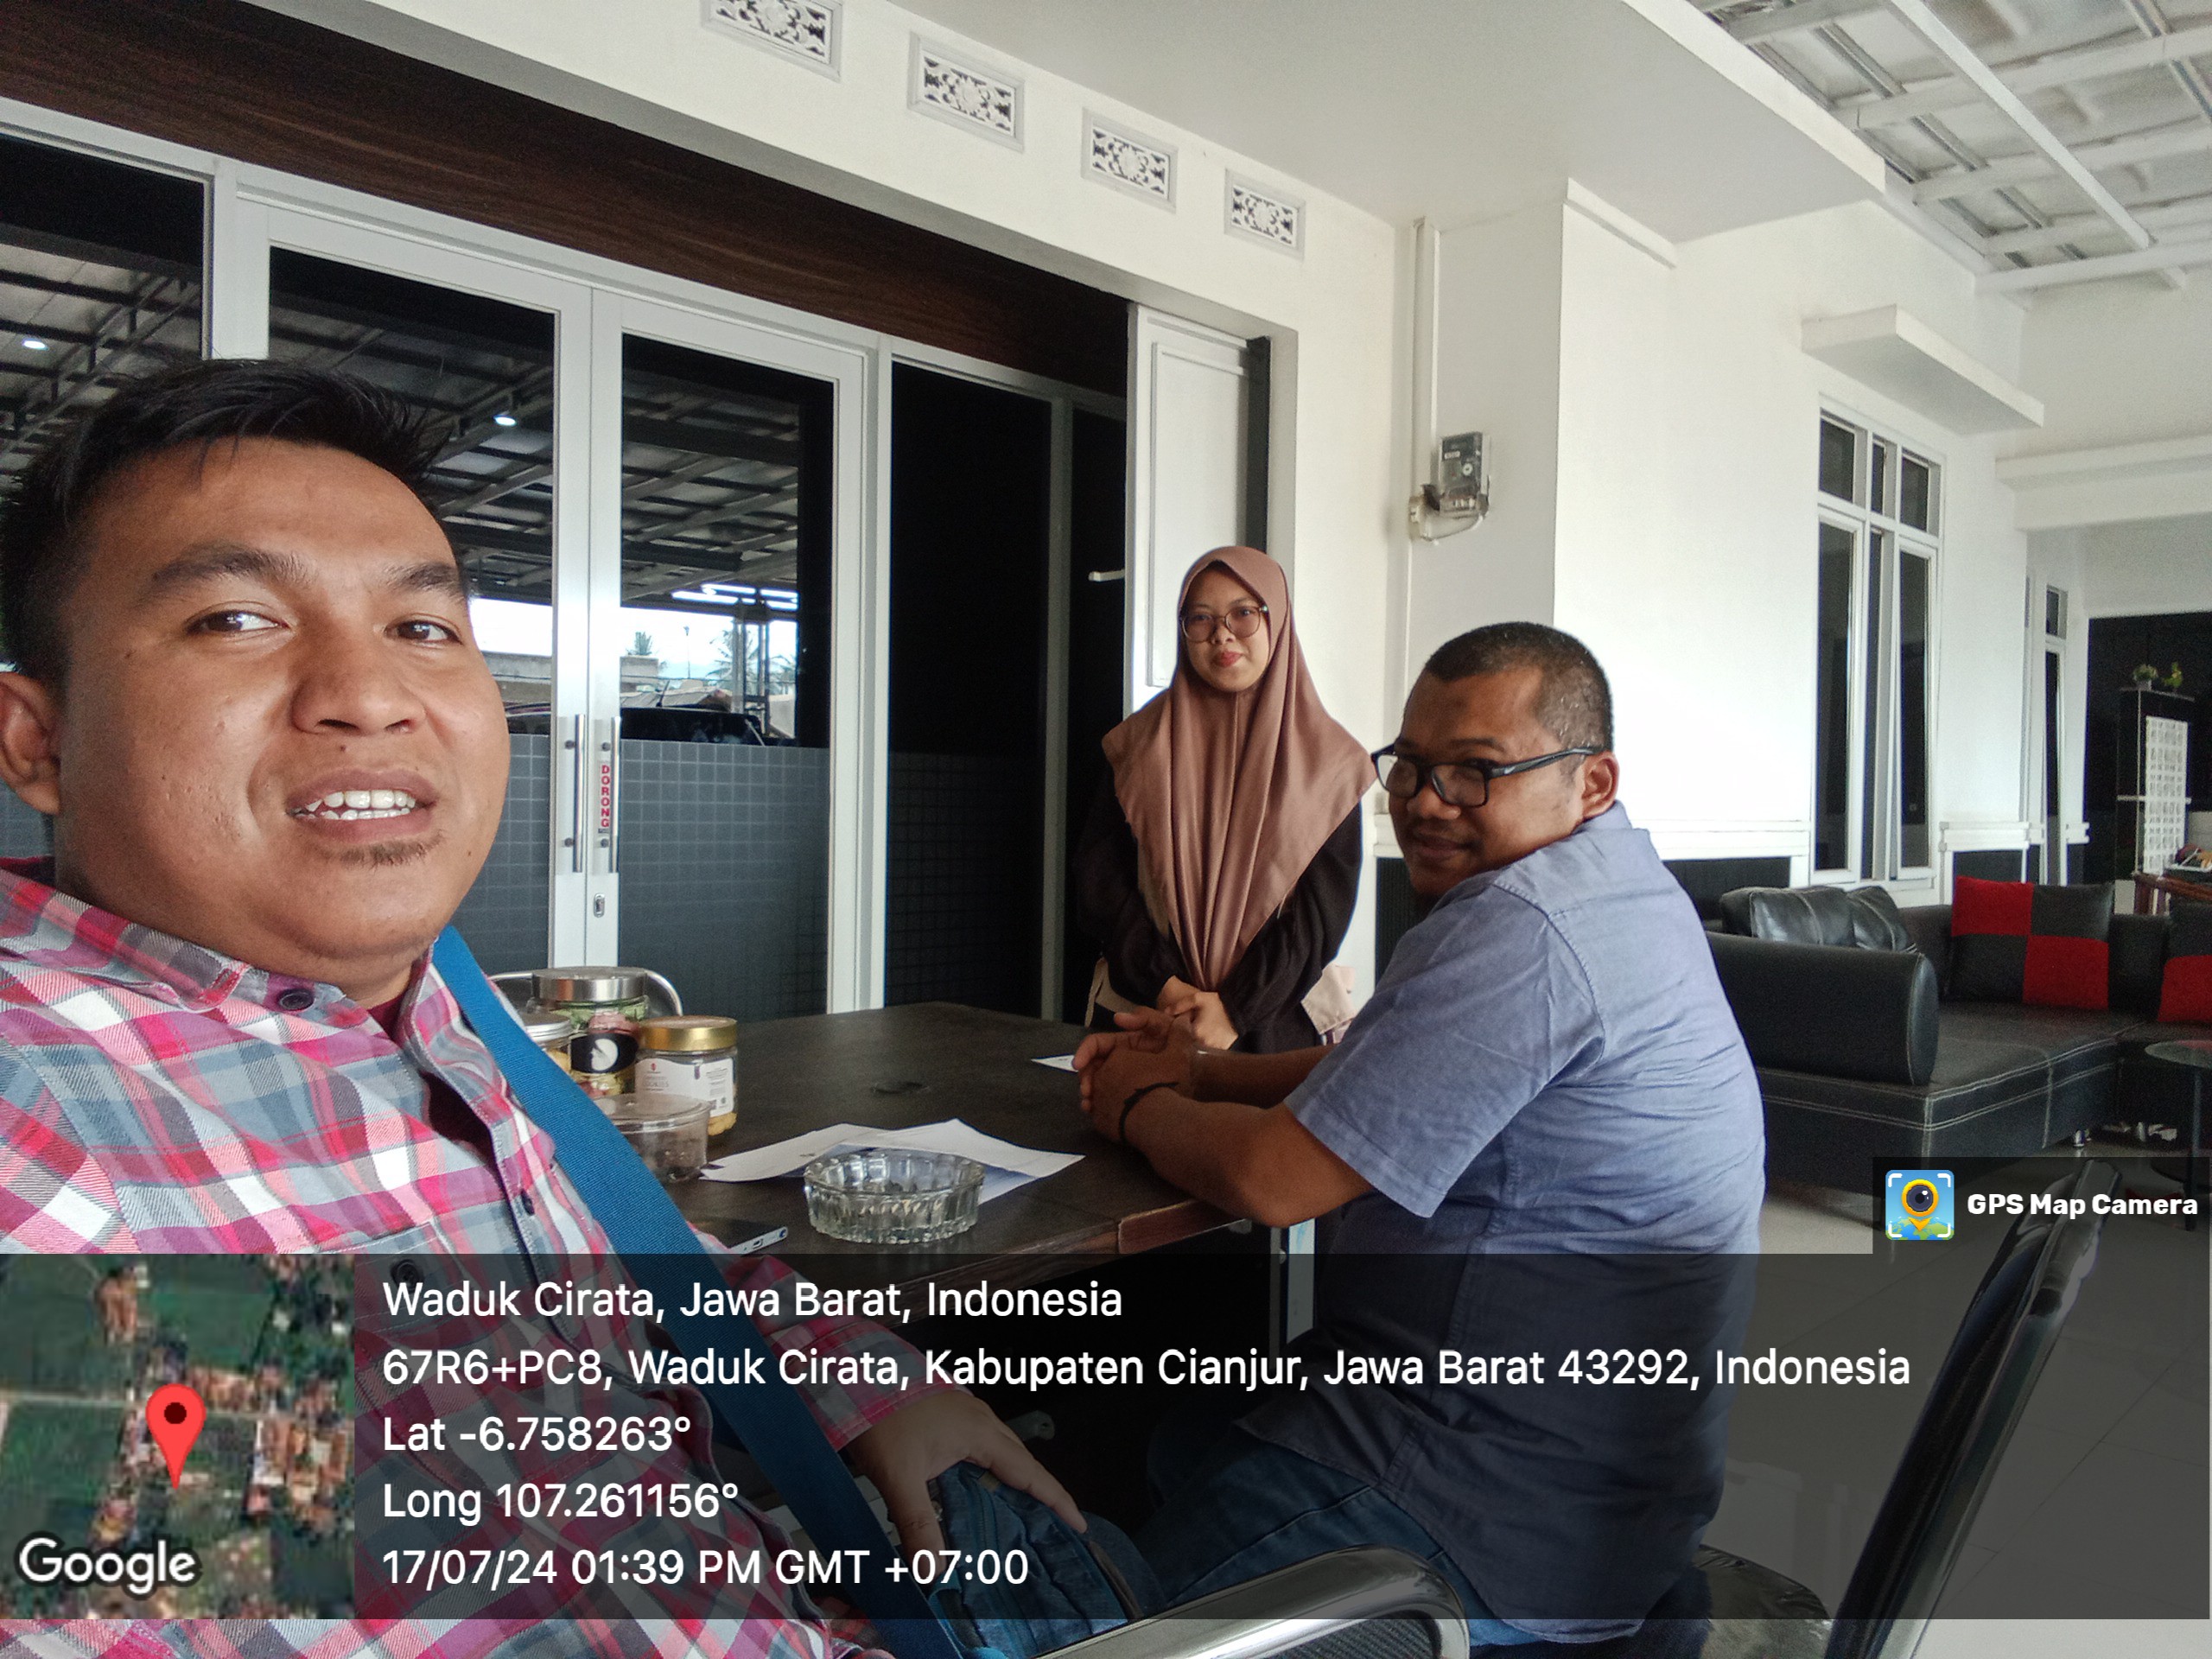 DORONG
GPS Map Camera
Waduk Cirata, Jawa Barat, Indonesia
67R6+PC8, Waduk Cirata, Kabupaten Cianjur, Jawa Barat 43292, Indonesia
Lat -6.758263°
Long 107.261156°
17/07/24 01:39 PM GMT +07:00
Google